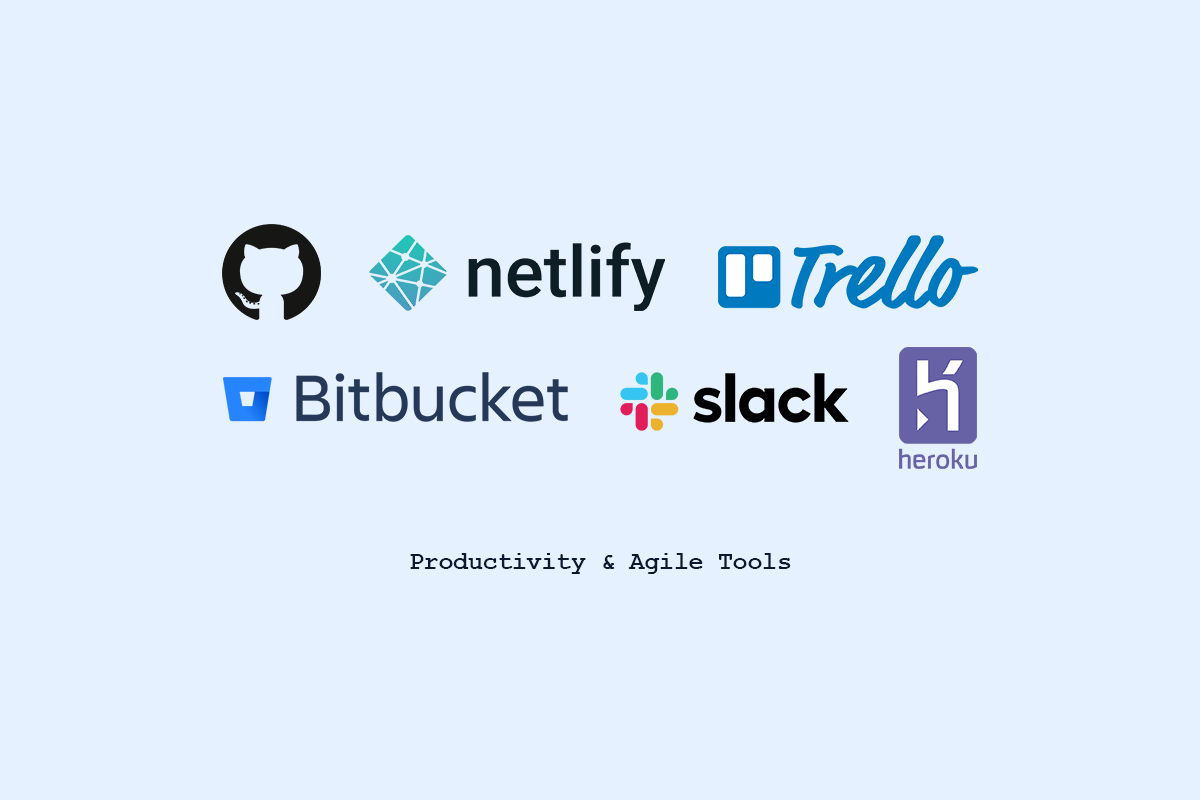 netlify
Trello
Bitbucket
slack
heroku
Productivity & Agile Tools